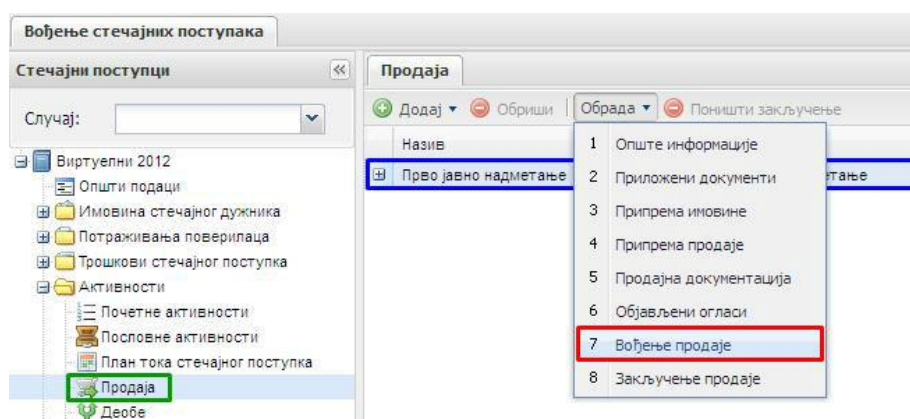 Вођење стечајних поступака
Стечајни поступци
Случај:
Виртуелни 2012
Општи подаци
Имовина стечајног дужника
Потраживања поверилаца
Трошкови стечајног поступка
Активности
Почетне активности
Пословне активности
План тока стечајног поступка
Продаја
Деобе
Продаја
Додај Обриши Обрада Поништи закључење
Назив
Прво јавно надметање
1 Опште информације
2 Приложени документи
3 Припрема имовине
4 Припрема продаје
5 Продајна документација
6 Објављени огласи
7 Вођење продаје
8 Закључење продаје